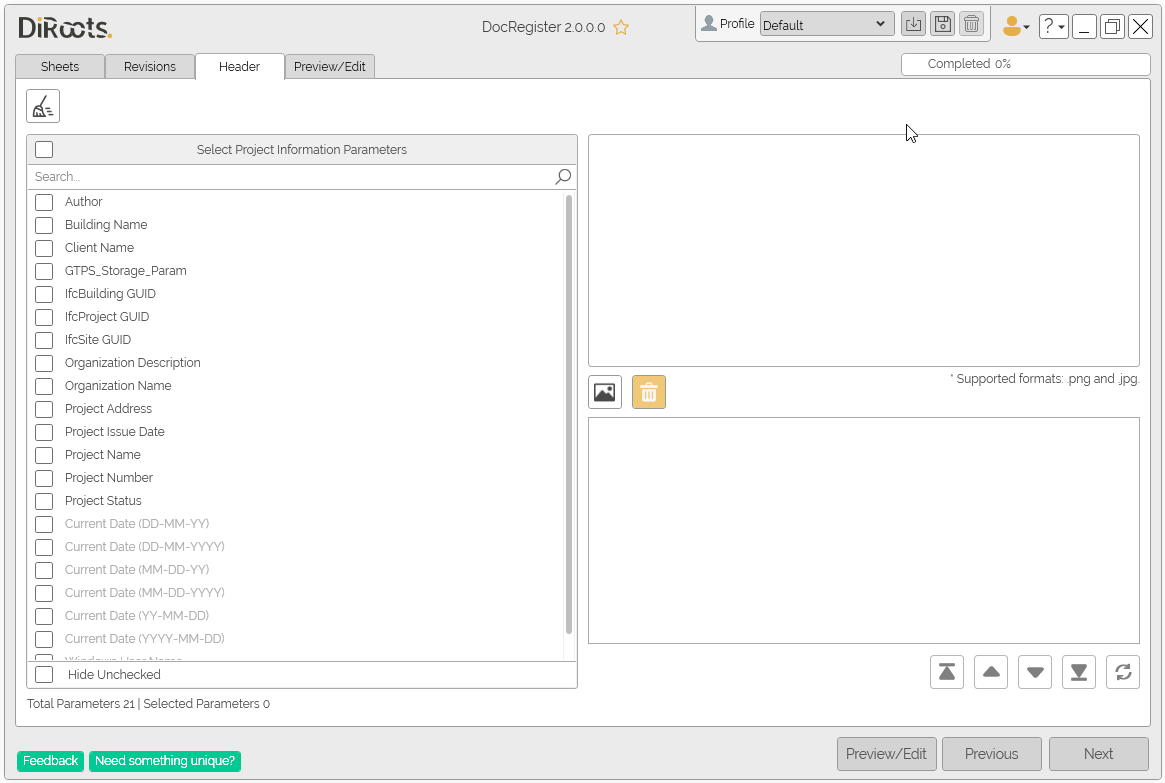 DiRoots.
DocRegister 2.0.0.0
Profile
Default
?
Sheets
Revisions
Header
Preview/Edit
Completed 0%
Select Project Information Parameters
Search...
Author
Building Name
Client Name
GTPS_Storage_Param
IfcBuilding GUID
IfcProject GUID
IfcSite GUID
Organization Description
Organization Name
Project Address
Project Issue Date
Project Name
Project Number
Project Status
Current Date (DD-MM-YY)
Current Date (DD-MM-YYYY)
Current Date (MM-DD-YY)
Current Date (MM-DD-YYYY)
Current Date (YY-MM-DD)
Current Date (YYYY-MM-DD)
Windows User Name
Hide Unchecked
Total Parameters 21 | Selected Parameters 0
* Supported formats: .png and .jpg.
Feedback
Need something unique?
Preview/Edit
Previous
Next